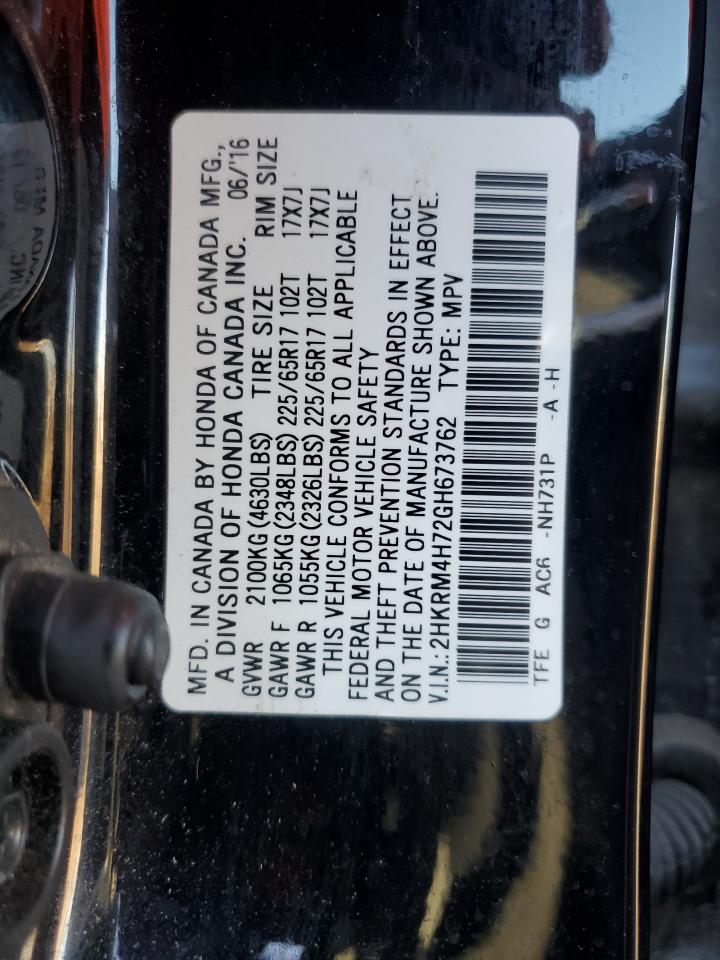 MFD. IN CANADA BY HONDA OF CANADA MFG.,
A DIVISION OF HONDA CANADA INC. 06/'16
GVWR 2100KG(4630LBS) TIRE SIZE RIM SIZE
GAWR F 1065KG(2348LBS) 225/65R17 102T 17X7J
GAWR R 1055KG(2326LBS) 225/65R17 102T 17X7J
THIS VEHICLE CONFORMS TO ALL APPLICABLE
FEDERAL MOTOR VEHICLE SAFETY
AND THEFT PREVENTION STANDARDS IN EFFECT
ON THE DATE OF MANUFACTURE SHOWN ABOVE.
V.I.N.:2HKRM4H72GH673762 TYPE: MPV
TFE G AC6 -NH731P -A -H